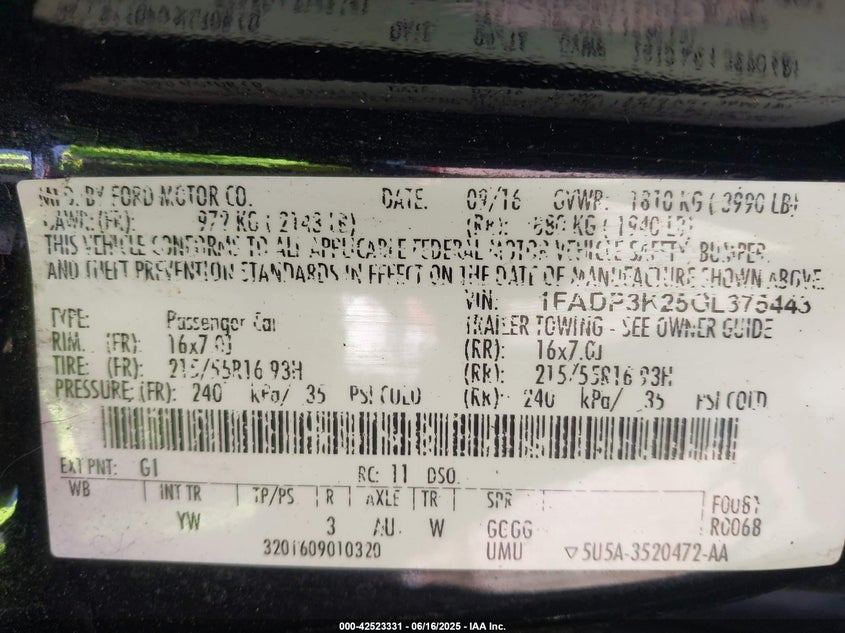 MFD. BY FORD MOTOR CO. DATE: 09/16 GVWR: 1810 KG ( 3990 LB)
GAWR: (FR): 979 KG ( 2143 LB) (RR): 880 KG ( 1940 LB)
THIS VEHICLE CONFORMS TO ALL APPLICABLE FEDERAL MOTOR VEHICLE SAFETY, BUMPER,
AND THEFT PREVENTION STANDARDS IN EFFECT ON THE DATE OF MANUFACTURE SHOWN ABOVE.
VIN: 1FADP3K25GL375443
TYPE: Passenger Car TRAILER TOWING - SEE OWNER GUIDE
RIM: (FR): 16x7.0J (RR): 16x7.0J
TIRE: (FR): 215/55R16 93H (RR): 215/55R16 93H
PRESSURE; (FR): 240 kPa/ 35 PSI COLD (RR): 240 kPa/ 35 PSI COLD
EXT PNT: G1 RC: 11 DSO:
WB INT TR TP/PS R AXLE TR SPR F0081
YW 3 AU W GCGG R0068
3201609010320 UMU ▽5U5A-3520472-AA
000-42523331 - 06/16/2025 - IAA Inc.